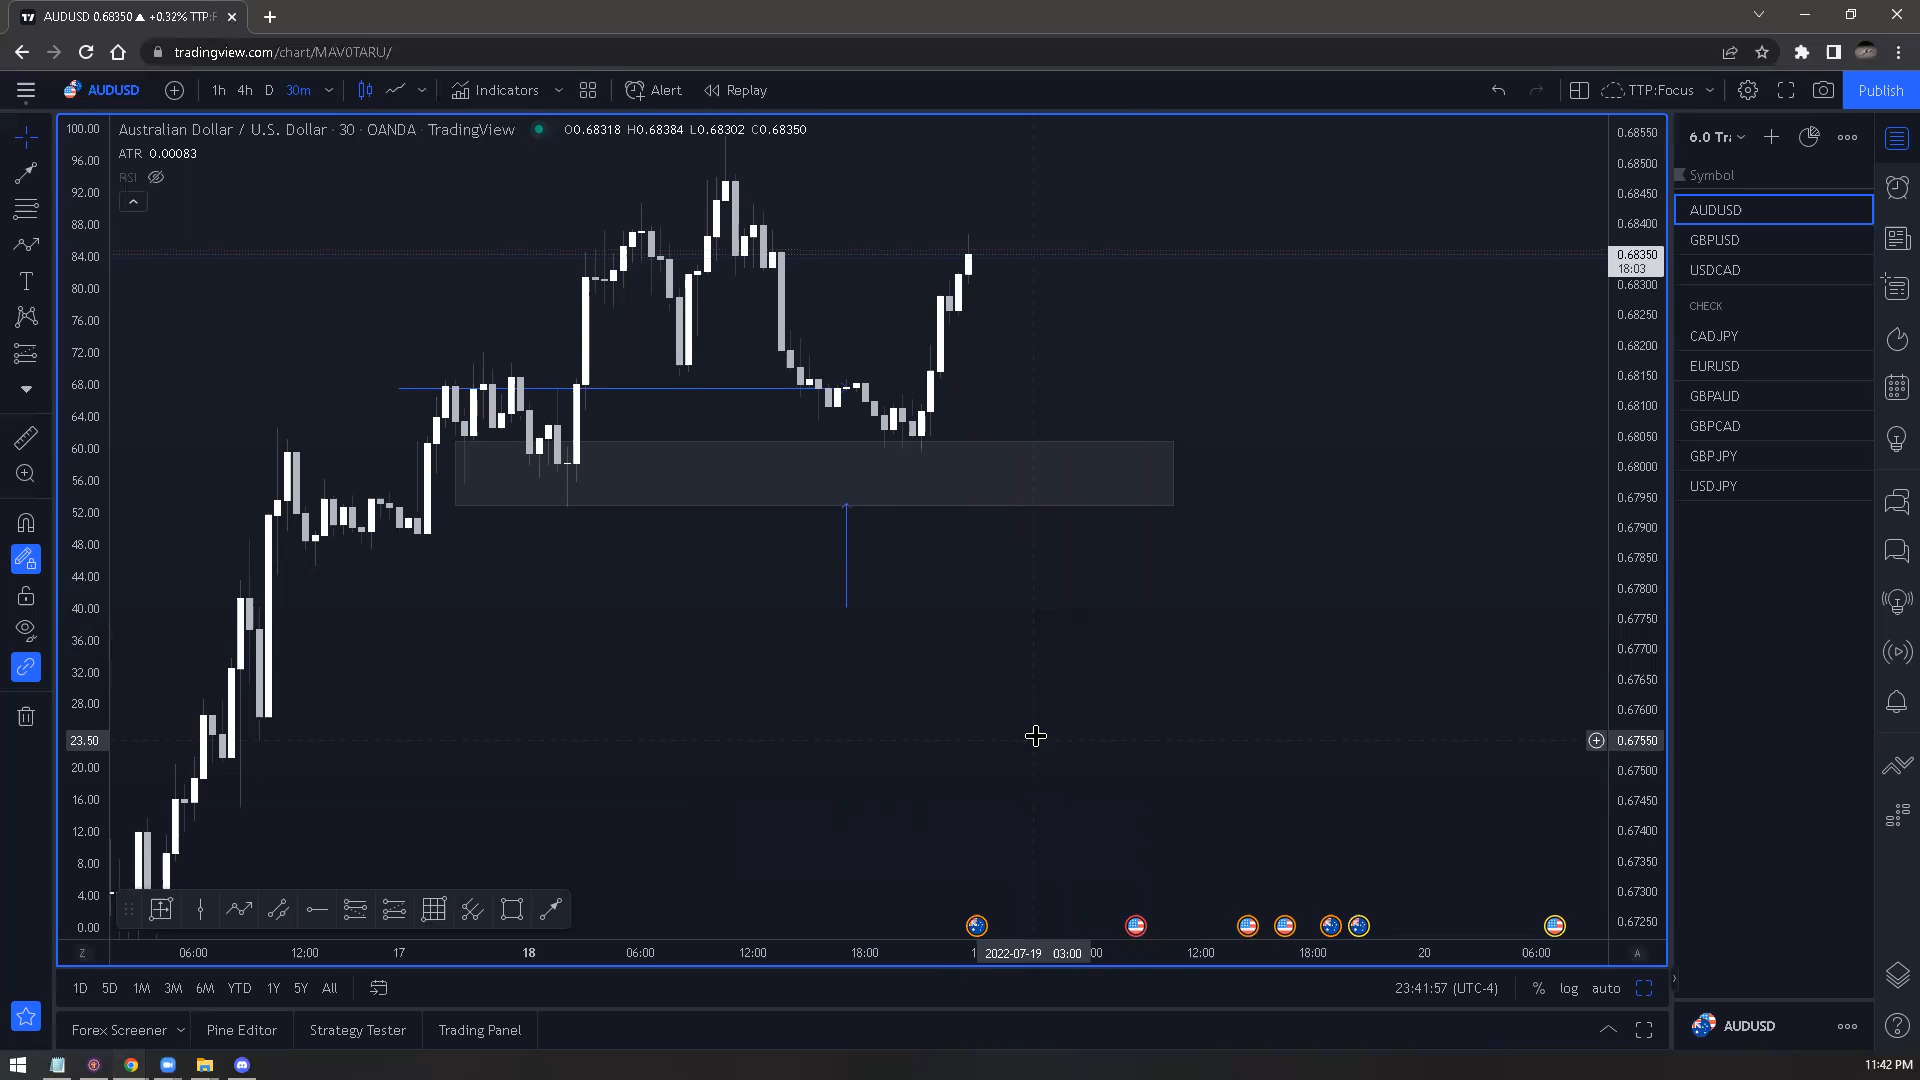 AUDUSD 0.68350 ▲ +0.32% TTP:F
tradingview.com/chart/MAV0TARU/
AUDUSD
1h 4h D 30m
Indicators
Alert
Replay
TTP:Focus
Publish
Australian Dollar / U.S. Dollar · 30 · OANDA · TradingView
O0.68318 H0.68384 L0.68302 C0.68350
ATR 0.00083
RSI
100.00
96.00
92.00
88.00
84.00
80.00
76.00
72.00
68.00
64.00
60.00
56.00
52.00
48.00
44.00
40.00
36.00
32.00
28.00
23.50
20.00
16.00
12.00
8.00
4.00
0.00
0.68550
0.68500
0.68450
0.68400
0.68350
18:03
0.68300
0.68250
0.68200
0.68150
0.68100
0.68050
0.68000
0.67950
0.67900
0.67850
0.67800
0.67750
0.67700
0.67650
0.67600
0.67550
0.67500
0.67450
0.67400
0.67350
0.67300
0.67250
6.0 Tr
Symbol
AUDUSD
GBPUSD
USDCAD
CHECK
CADJPY
EURUSD
GBPAUD
GBPCAD
GBPJPY
USDJPY
Z 06:00 12:00 17 18 06:00 12:00 18:00 1 2022-07-19 03:00 00 12:00 18:00 20 06:00 A
1D 5D 1M 3M 6M YTD 1Y 5Y All
23:41:57 (UTC-4) % log auto
Forex Screener Pine Editor Strategy Tester Trading Panel
AUDUSD
11:42 PM